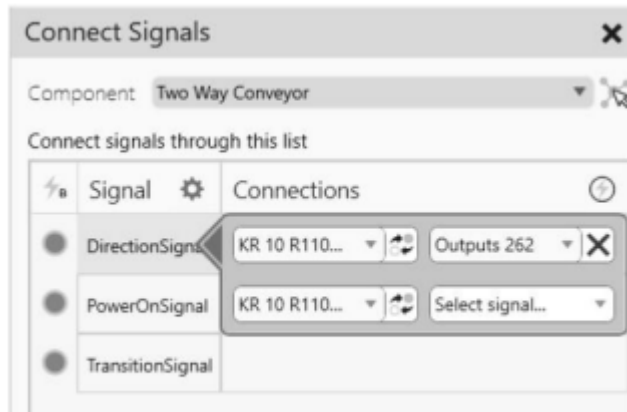 Connect Signals
Component Two Way Conveyor
Connect signals through this list
Signal Connections
DirectionSigna KR 10 R110... Outputs 262
PowerOnSignal KR 10 R110... Select signal...
TransitionSignal